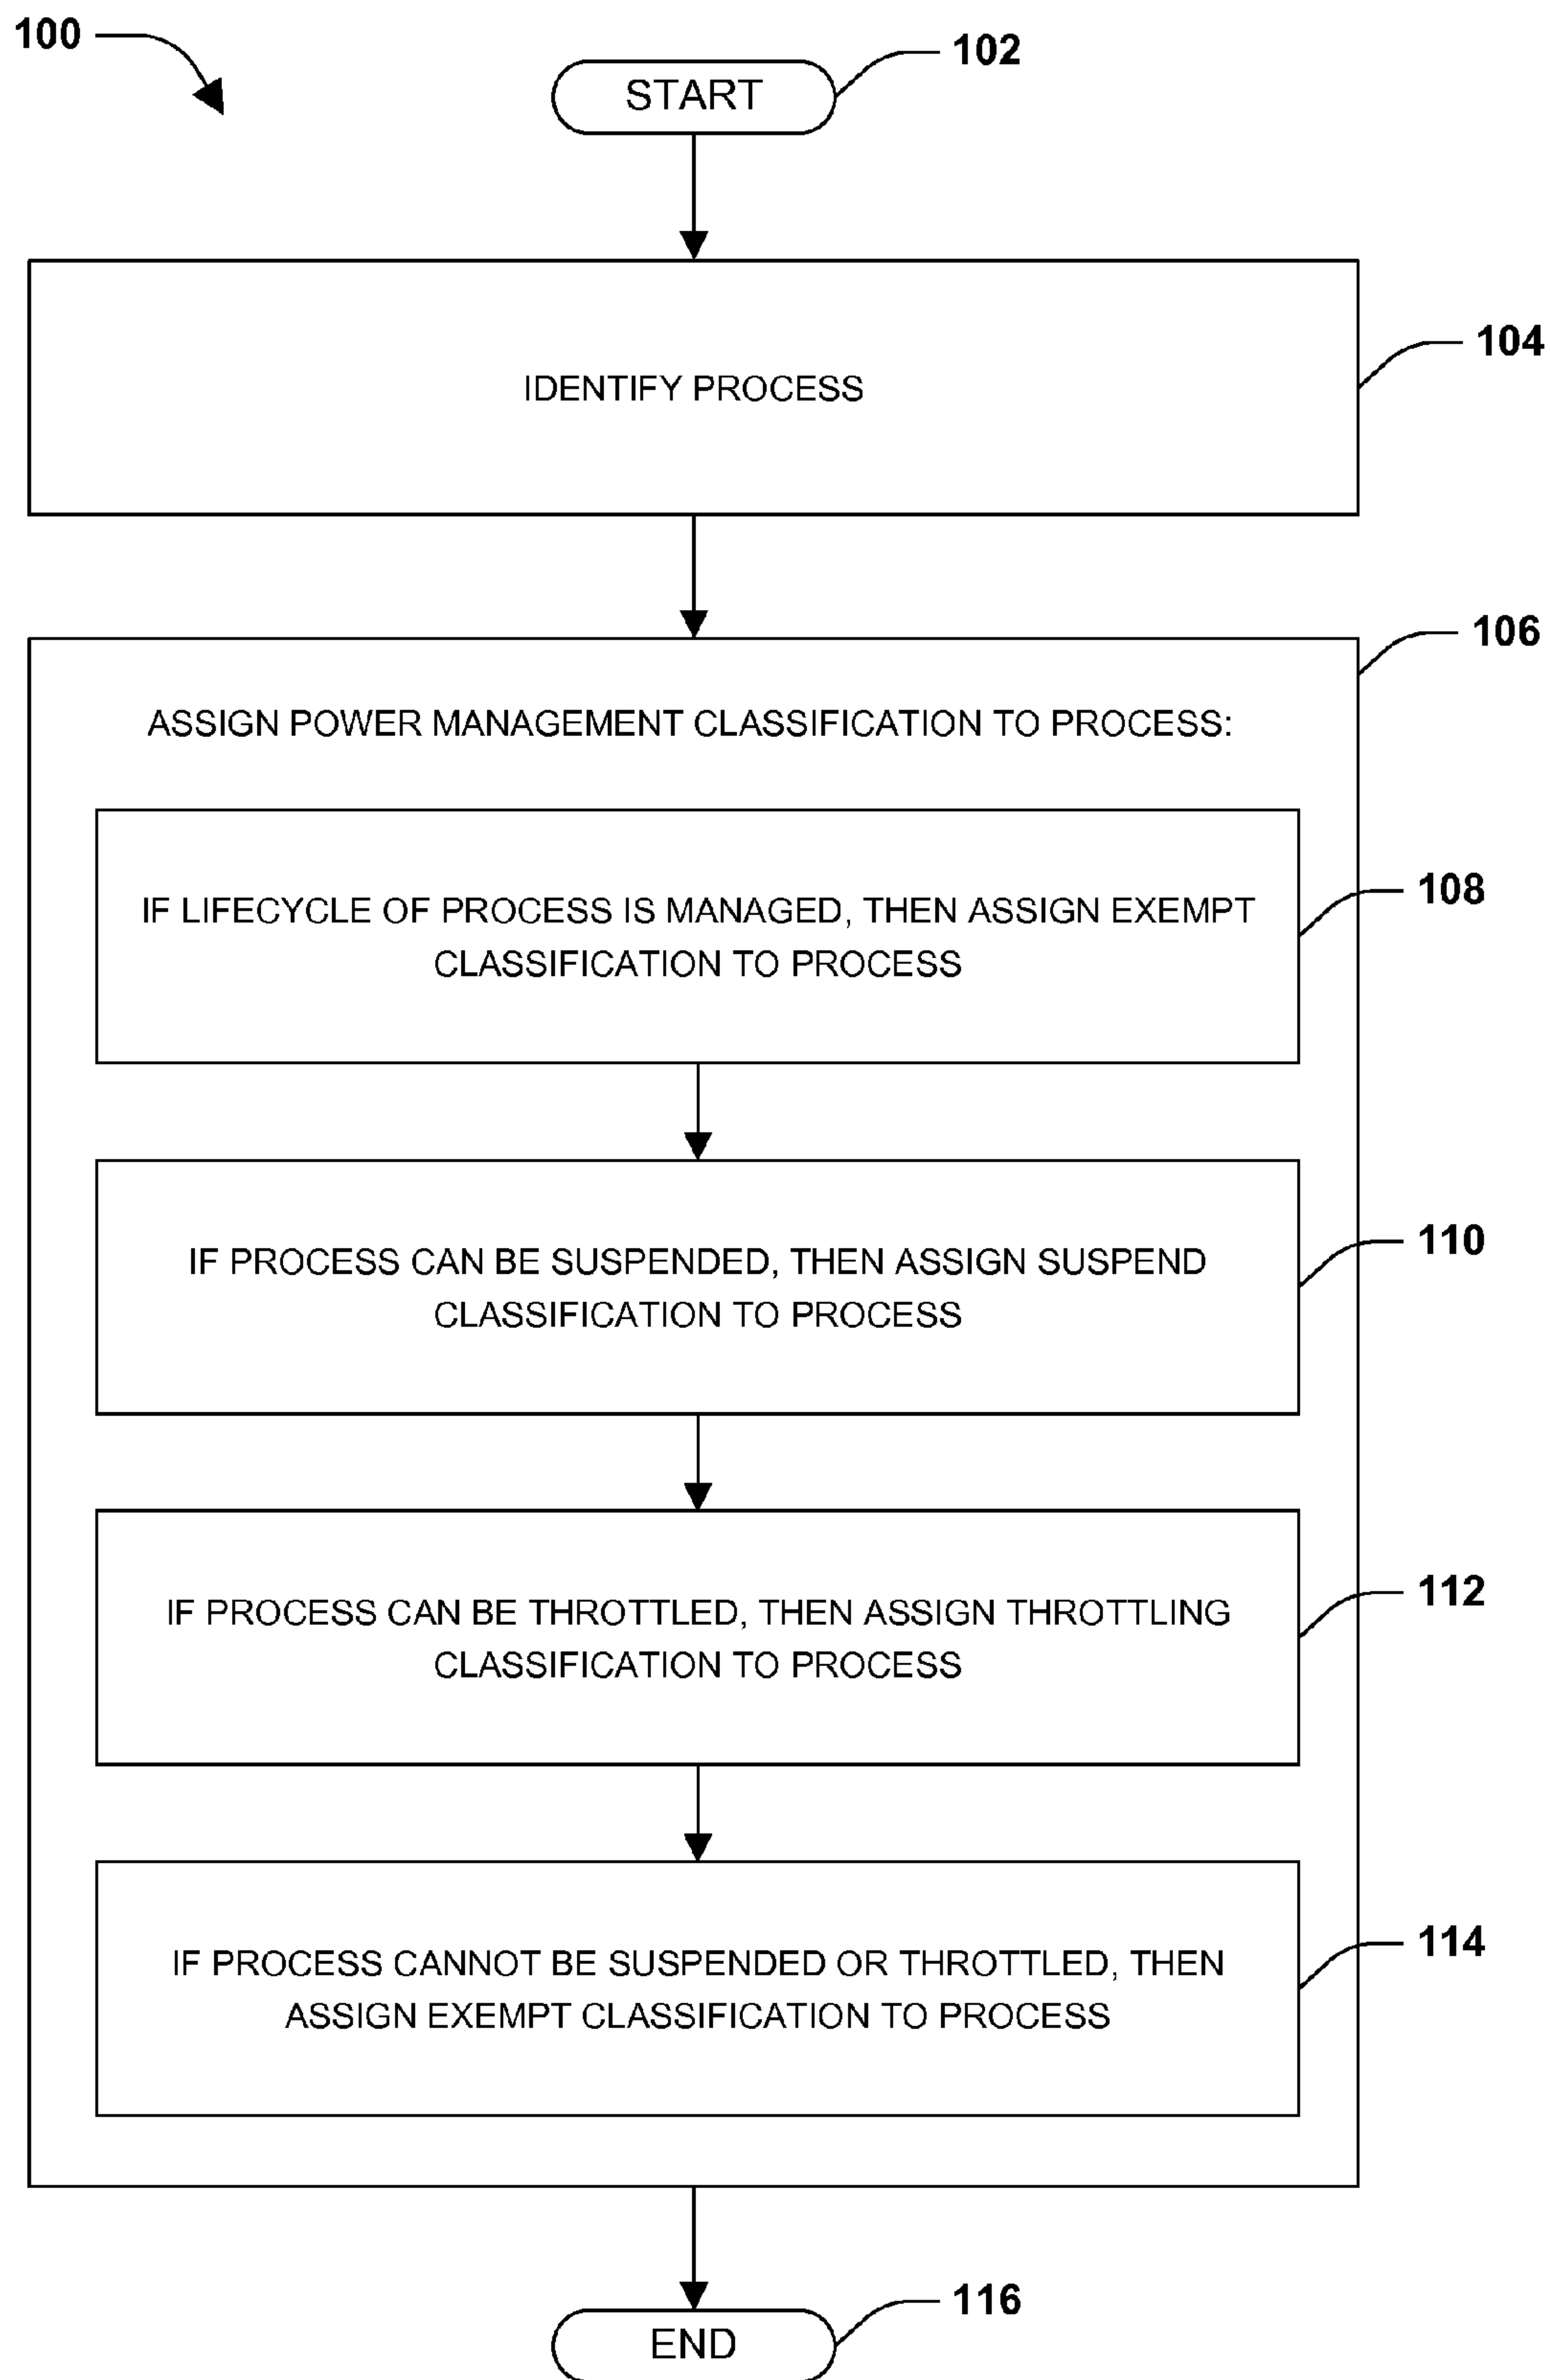 100
102
START
104
IDENTIFY PROCESS
106
ASSIGN POWER MANAGEMENT CLASSIFICATION TO PROCESS:
108
IF LIFECYCLE OF PROCESS IS MANAGED, THEN ASSIGN EXEMPT
CLASSIFICATION TO PROCESS
110
IF PROCESS CAN BE SUSPENDED, THEN ASSIGN SUSPEND
CLASSIFICATION TO PROCESS
112
IF PROCESS CAN BE THROTTLED, THEN ASSIGN THROTTLING
CLASSIFICATION TO PROCESS
114
IF PROCESS CANNOT BE SUSPENDED OR THROTTLED, THEN
ASSIGN EXEMPT CLASSIFICATION TO PROCESS
116
END